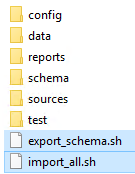 config
data
reports
schema
sources
test
export_schema.sh
import_all.sh